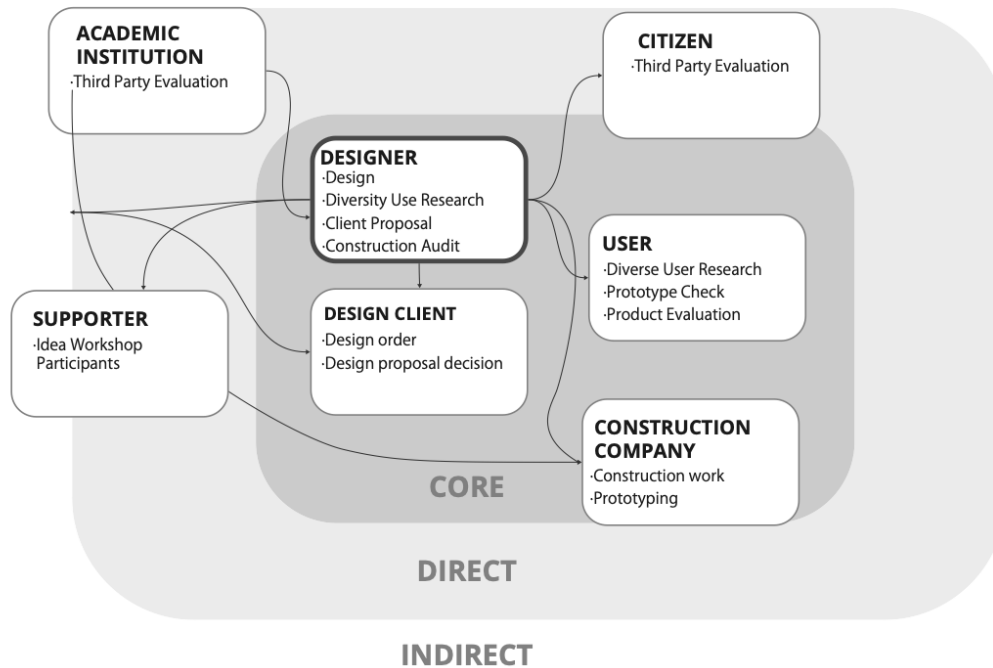 ACADEMIC
INSTITUTION
·Third Party Evaluation
CITIZEN
·Third Party Evaluation
DESIGNER
·Design
·Diversity Use Research
·Client Proposal
·Construction Audit
USER
·Diverse User Research
·Prototype Check
·Product Evaluation
SUPPORTER
·Idea Workshop
Participants
DESIGN CLIENT
·Design order
·Design proposal decision
CONSTRUCTION
COMPANY
·Construction work
·Prototyping
CORE
DIRECT
INDIRECT